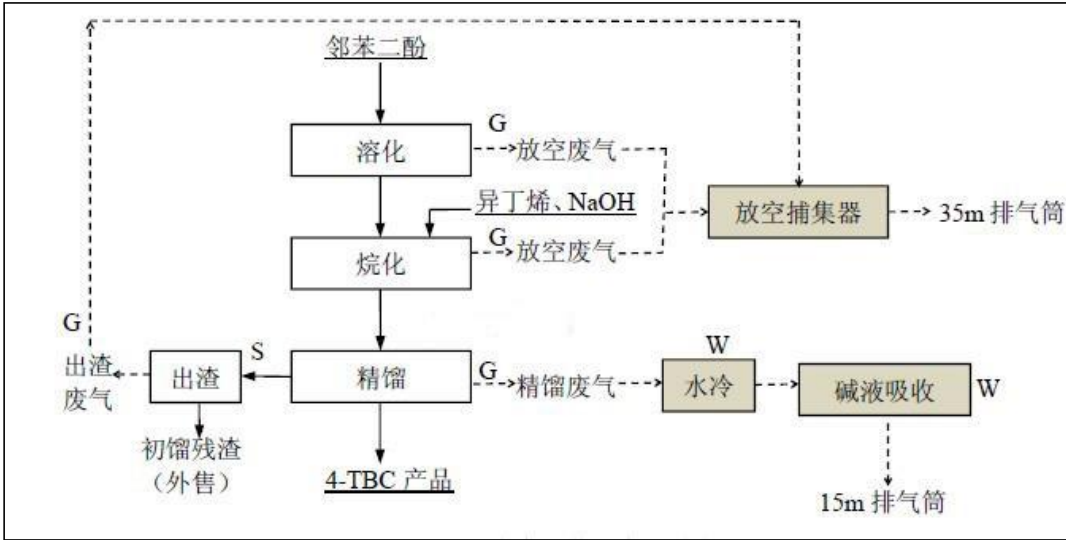 邻苯二酚
溶化
G
放空废气
异丁烯、NaOH
烷化
G
放空废气
放空捕集器
35m 排气筒
G
出渣
废气
出渣
S
精馏
G
精馏废气
W
水冷
碱液吸收
W
初馏残渣
（外售）
4-TBC 产品
15m 排气筒